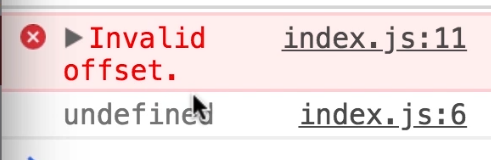 Invalid offset. index.js:11
undefined index.js:6